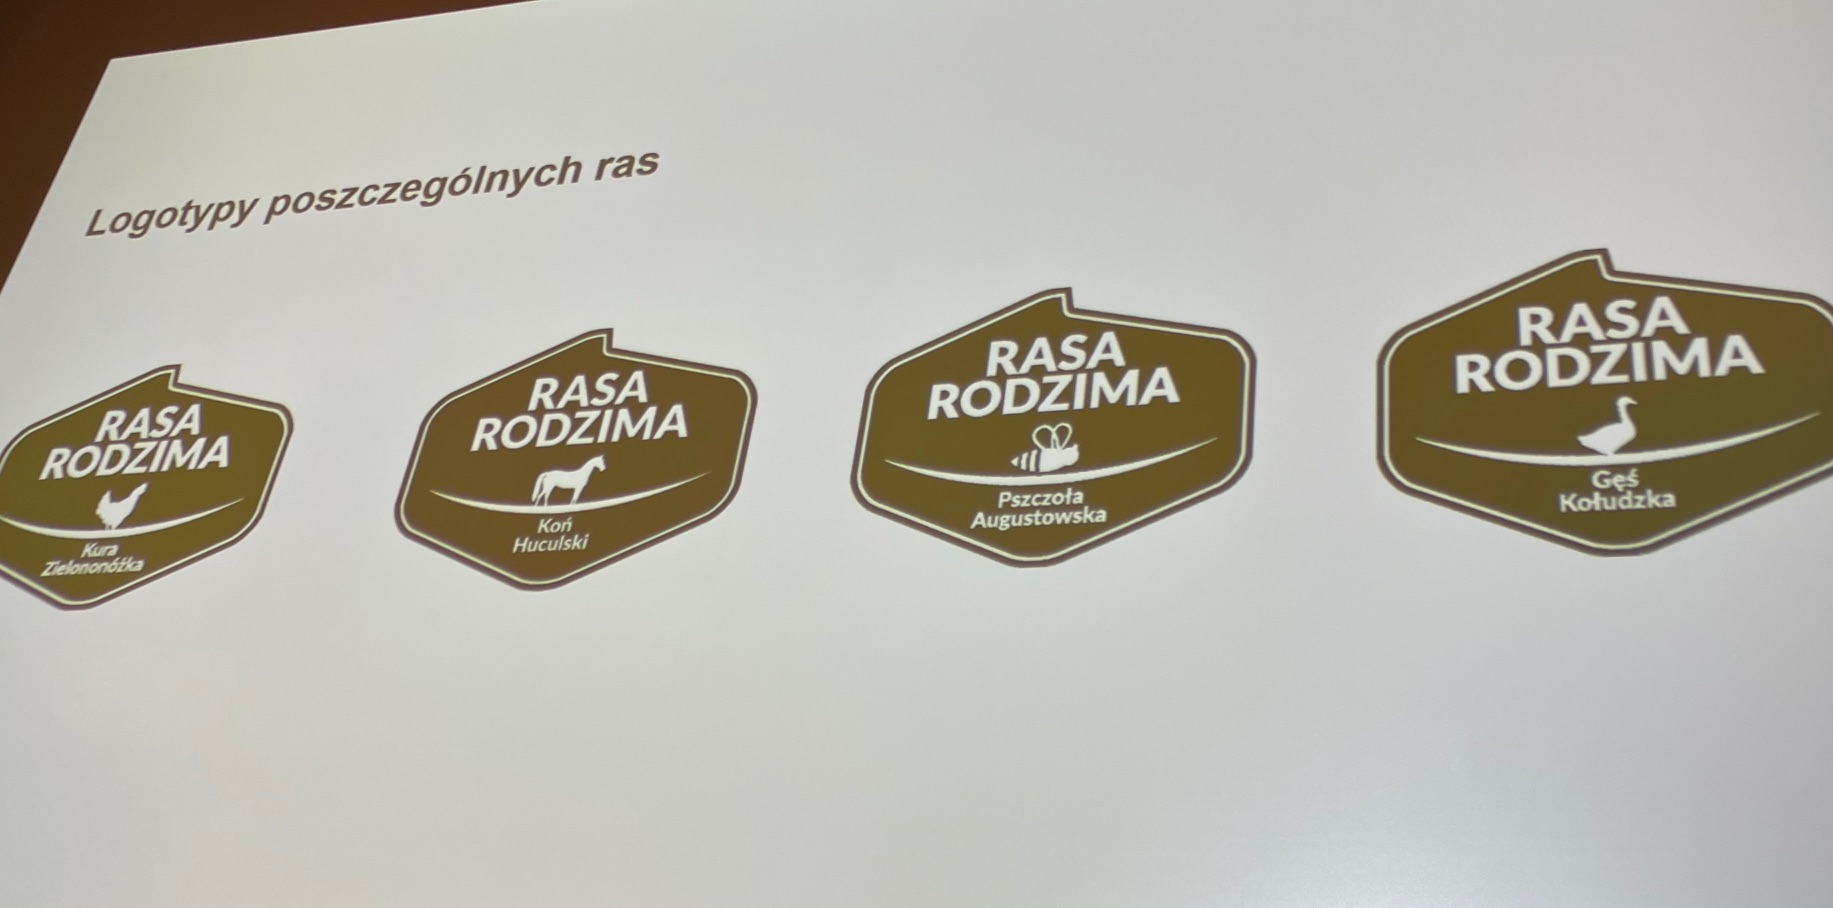 Logotypy poszczególnych ras
RASA
RODZIMA
Kura
Zielononóżka
RASA
RODZIMA
Koń
Huculski
RASA
RODZIMA
Pszczoła
Augustowska
RASA
RODZIMA
Gęś
Kołudzka